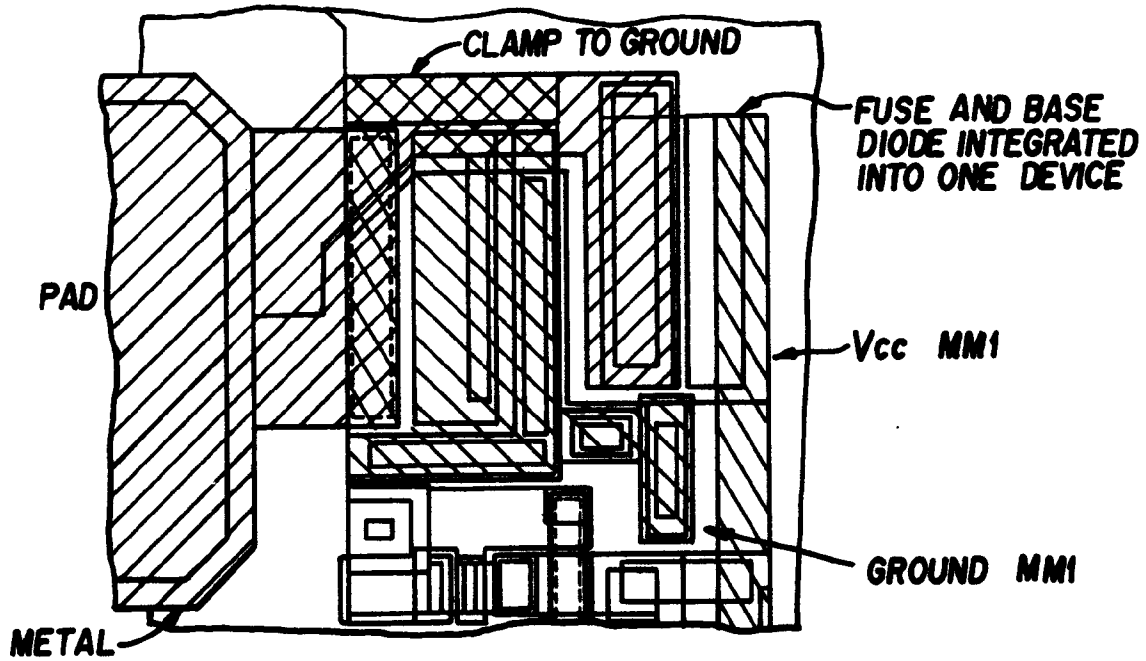 CLAMP TO GROUND
FUSE AND BASE
DIODE INTEGRATED
INTO ONE DEVICE
PAD
Vcc MM1
GROUND MM1
METAL